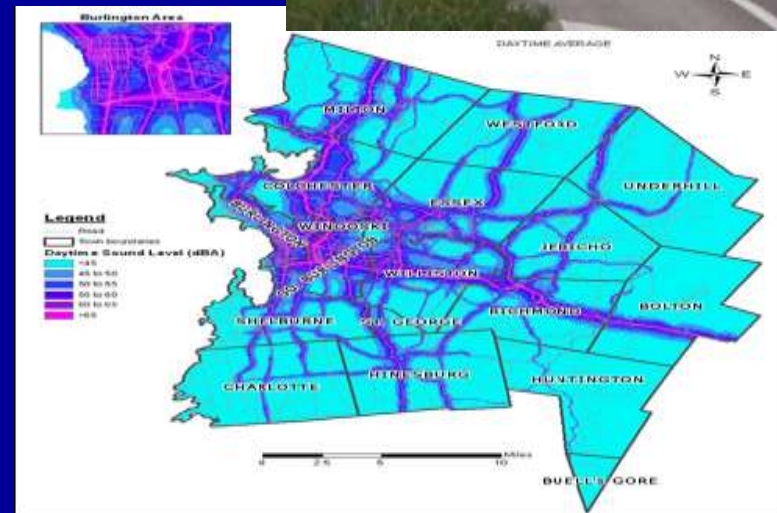 Burlington Area
DAYTIME AVERAGE
N
W E
S
MILTON
WESTFORD
COLCHESTER
ESSEX
UNDERHILL
WINOOSKI
BURLINGTON
JERICHO
WILLISTON
BOLTON
RICHMOND
SHELBURNE
ST. GEORGE
HINESBURG
CHARLOTTE
HUNTINGTON
BUELL'S GORE
Legend
Road
Town boundaries
Daytime Sound Level (dBA)
<45
45 to 50
50 to 55
55 to 60
60 to 65
>65
Miles
0 2.5 5 10